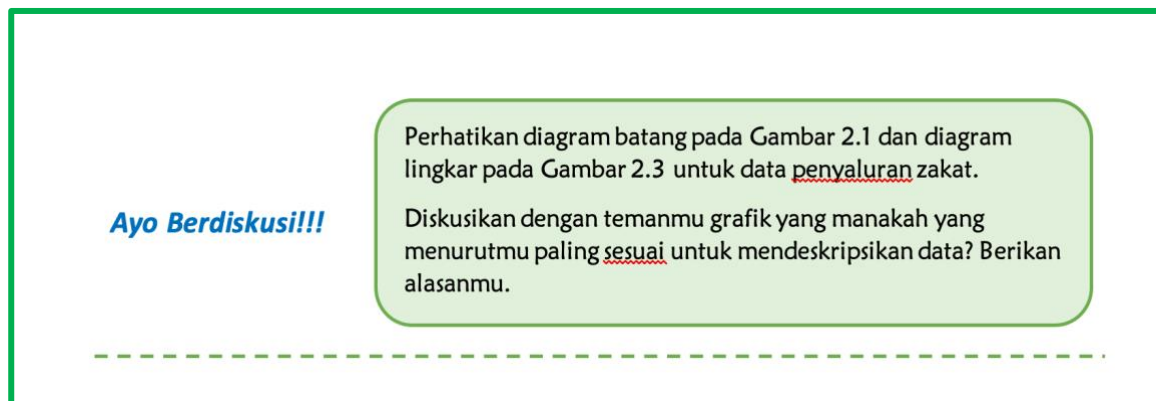 Perhatikan diagram batang pada Gambar 2.1 dan diagram
lingkar pada Gambar 2.3 untuk data penyaluran zakat.
Ayo Berdiskusi!!!
Diskusikan dengan temanmu grafik yang manakah yang
menurutmu paling sesuai untuk mendeskripsikan data? Berikan
alasanmu.